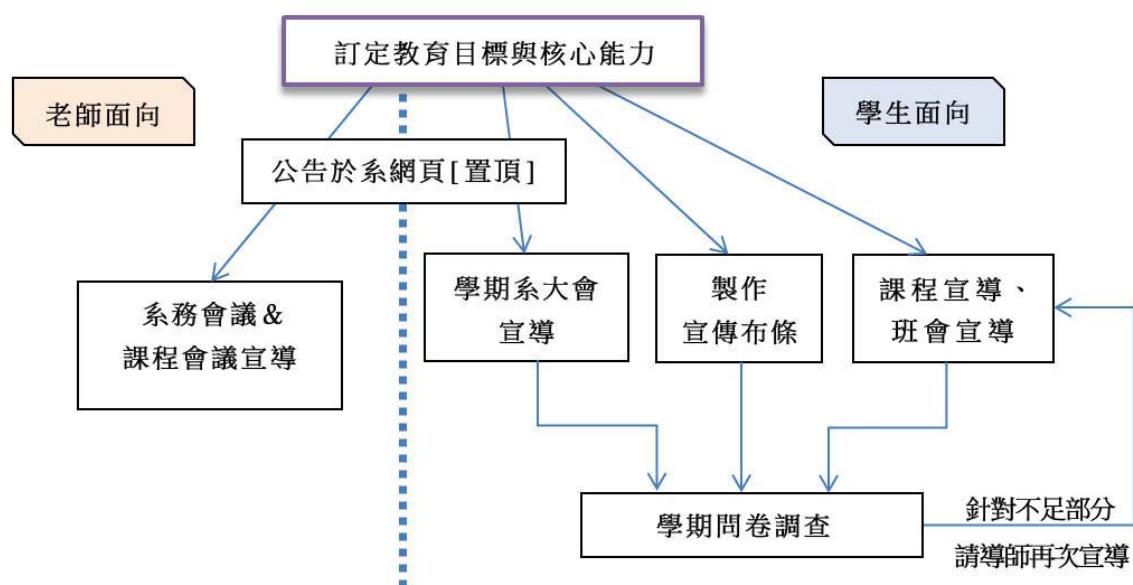 訂定教育目標與核心能力
老師面向
學生面向
公告於系網頁[置頂]
系務會議&
課程會議宣導
學期系大會
宣導
製作
宣傳布條
課程宣導、
班會宣導
學期問卷調查
針對不足部分
請導師再次宣導